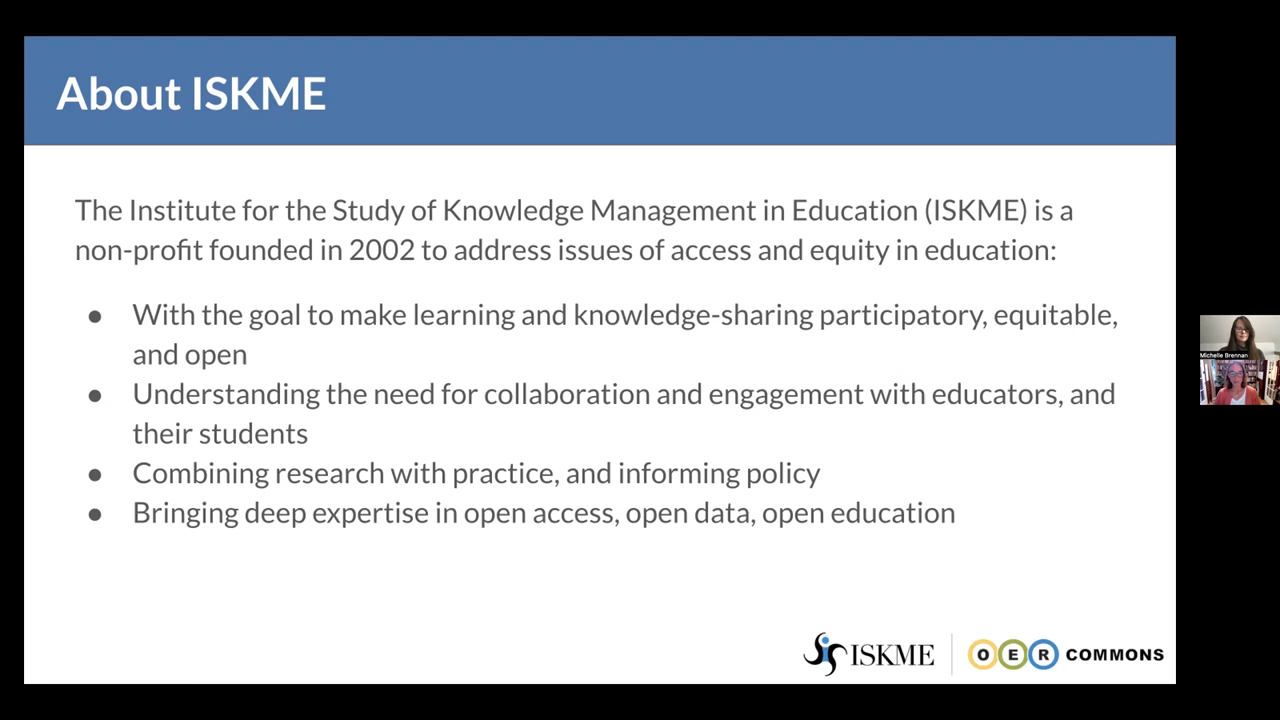 About ISKME
The Institute for the Study of Knowledge Management in Education (ISKME) is a
non-profit founded in 2002 to address issues of access and equity in education:
● With the goal to make learning and knowledge-sharing participatory, equitable,
and open
● Understanding the need for collaboration and engagement with educators, and
their students
● Combining research with practice, and informing policy
● Bringing deep expertise in open access, open data, open education
Michelle Brennan
ISKME
OER COMMONS